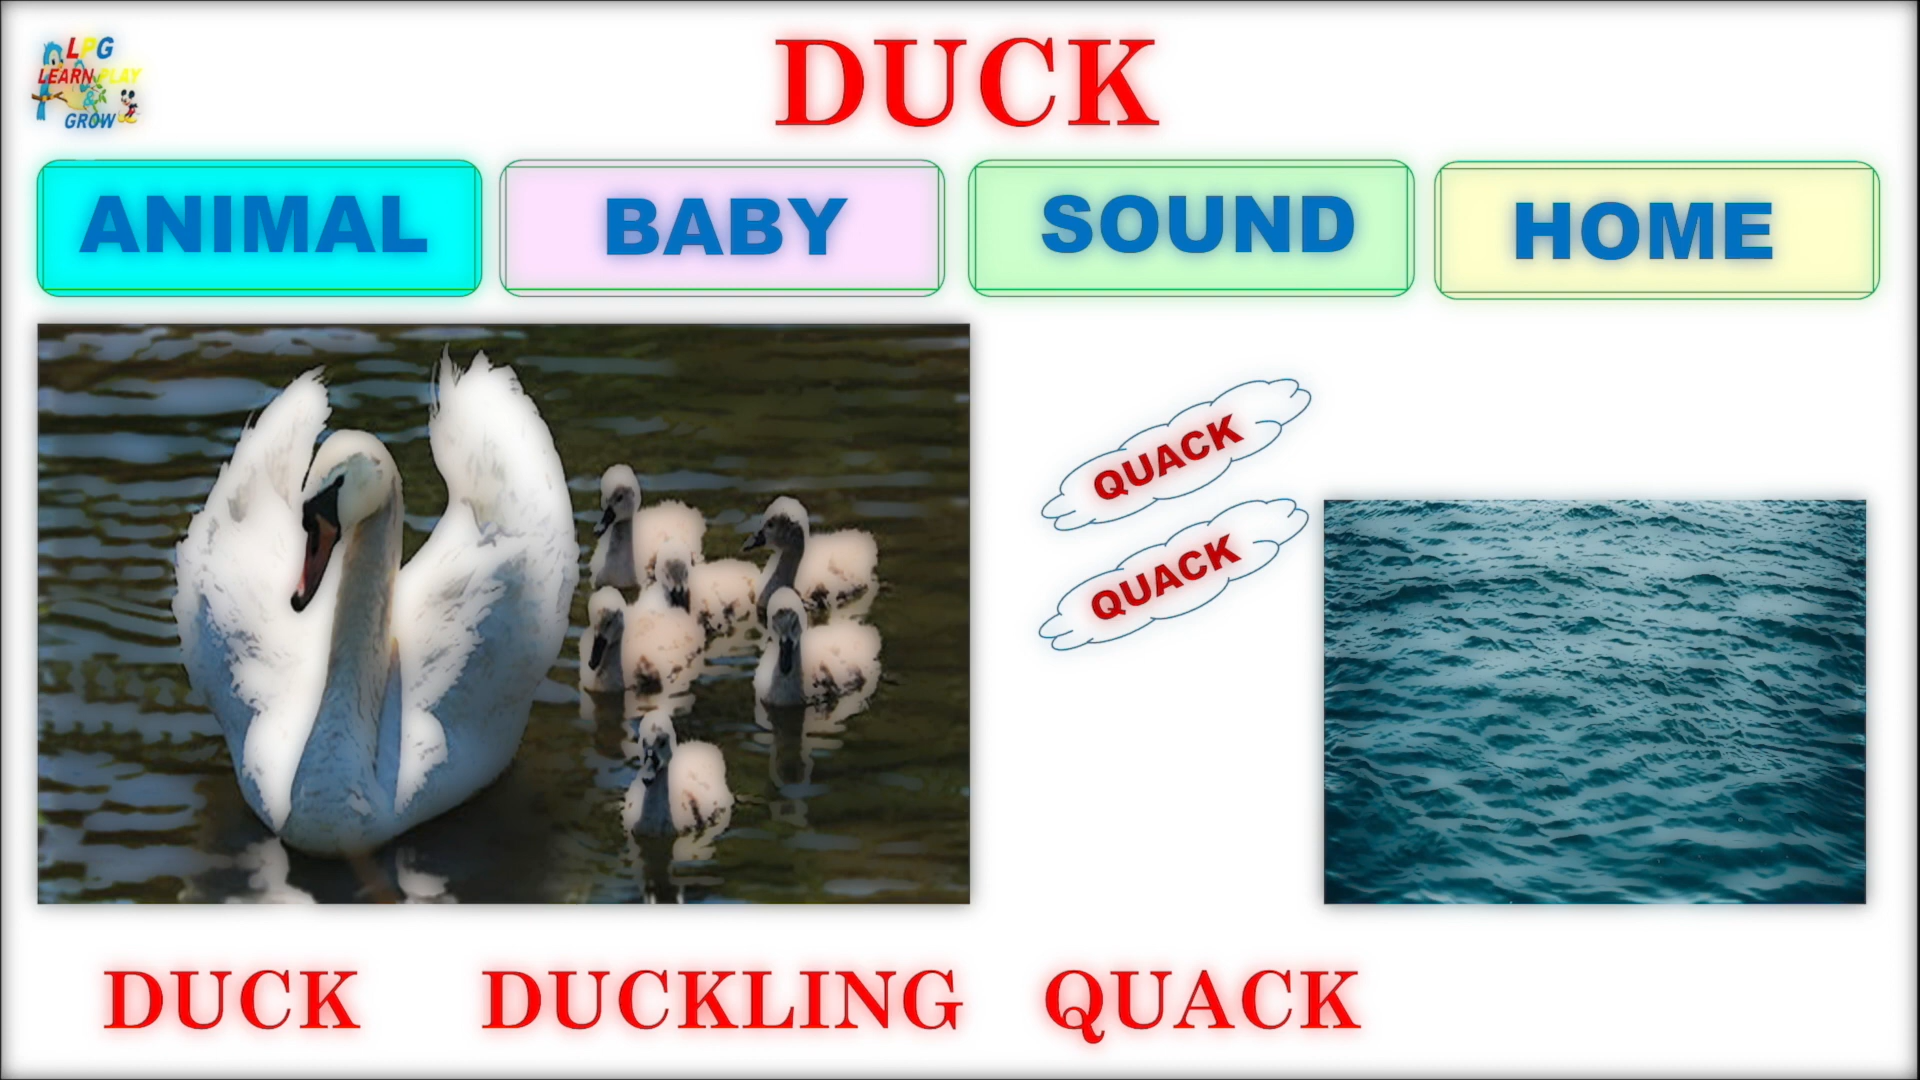 LPG
LEARN PLAY
&
GROW
DUCK
ANIMAL
BABY
SOUND
HOME
QUACK
QUACK
DUCK
DUCKLING
QUACK